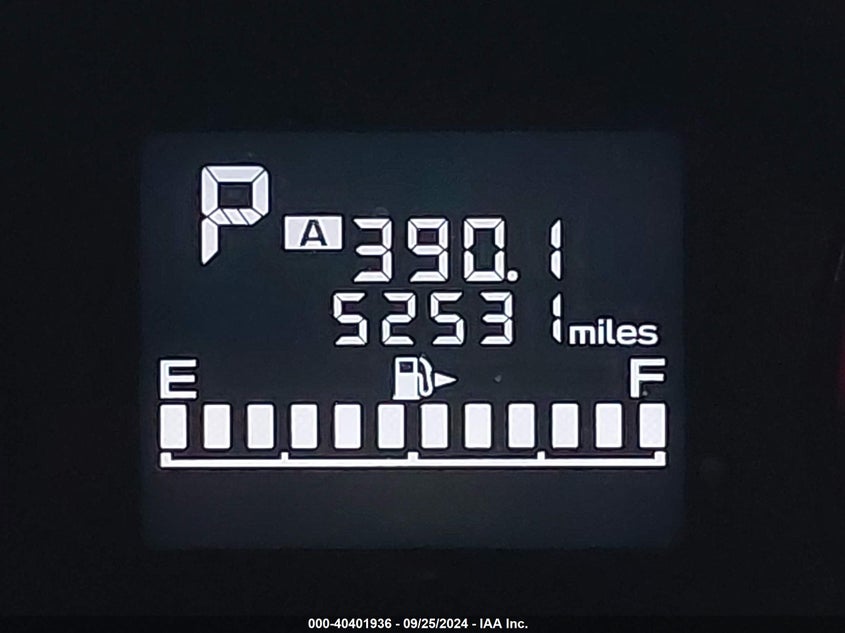 P
A 390.1
52531 miles
E F
000-40401936 - 09/25/2024 - IAA Inc.